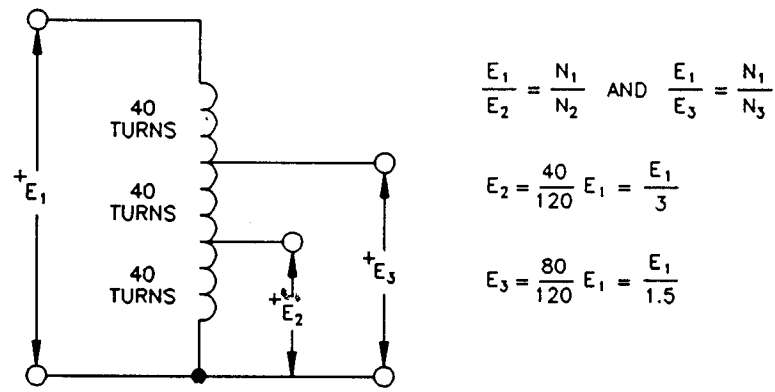 40
TURNS
+E₁
40
TURNS
40
TURNS
+E₂
+E₃
E₁/E₂ = N₁/N₂ AND E₁/E₃ = N₁/N₃
E₂ = 40/120 E₁ = E₁/3
E₃ = 80/120 E₁ = E₁/1.5